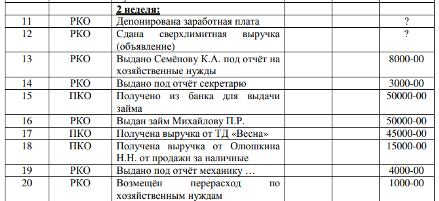 2 неделя:
11 РКО Депонирована заработная плата ?
12 РКО Сдана сверхлимитная выручка ?
(объявление)
13 РКО Выдано Семёнову К.А. под отчёт на 8000-00
хозяйственные нужды
14 РКО Выдано под отчёт секретарю 3000-00
15 ПКО Получено из банка для выдачи 50000-00
займа
16 РКО Выдан займ Михайлову П.Р. 50000-00
17 ПКО Получена выручка от ТД «Весна» 45000-00
18 ПКО Получена выручка от Олюшкина 15000-00
Н.Н. от продажи за наличные
19 РКО Выдано под отчёт механику ... 4000-00
20 РКО Возмещён перерасход по 1000-00
хозяйственным нуждам